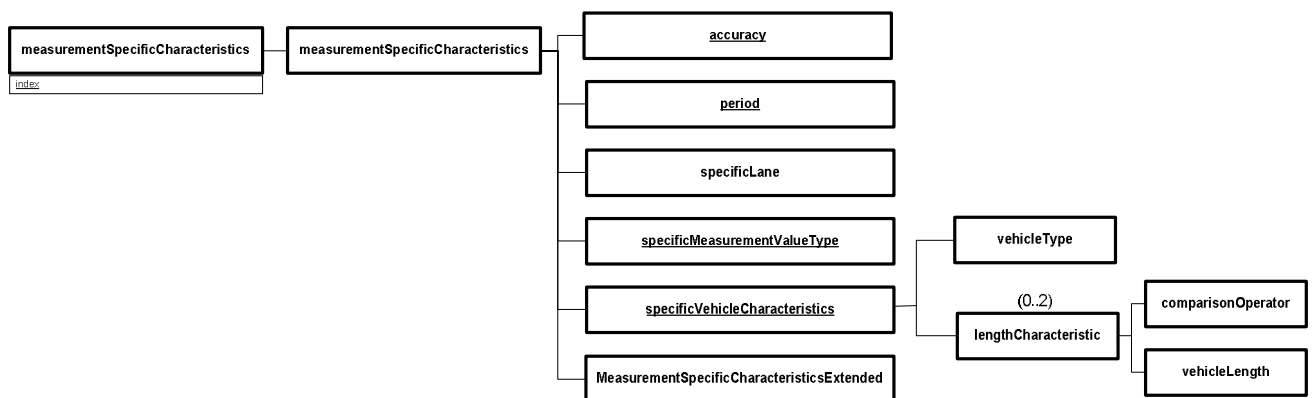 measurementSpecificCharacteristics
index
measurementSpecificCharacteristics
accuracy
period
specificLane
specificMeasurementValueType
specificVehicleCharacteristics
MeasurementSpecificCharacteristicsExtended
vehicleType
(0..2)
lengthCharacteristic
comparisonOperator
vehicleLength